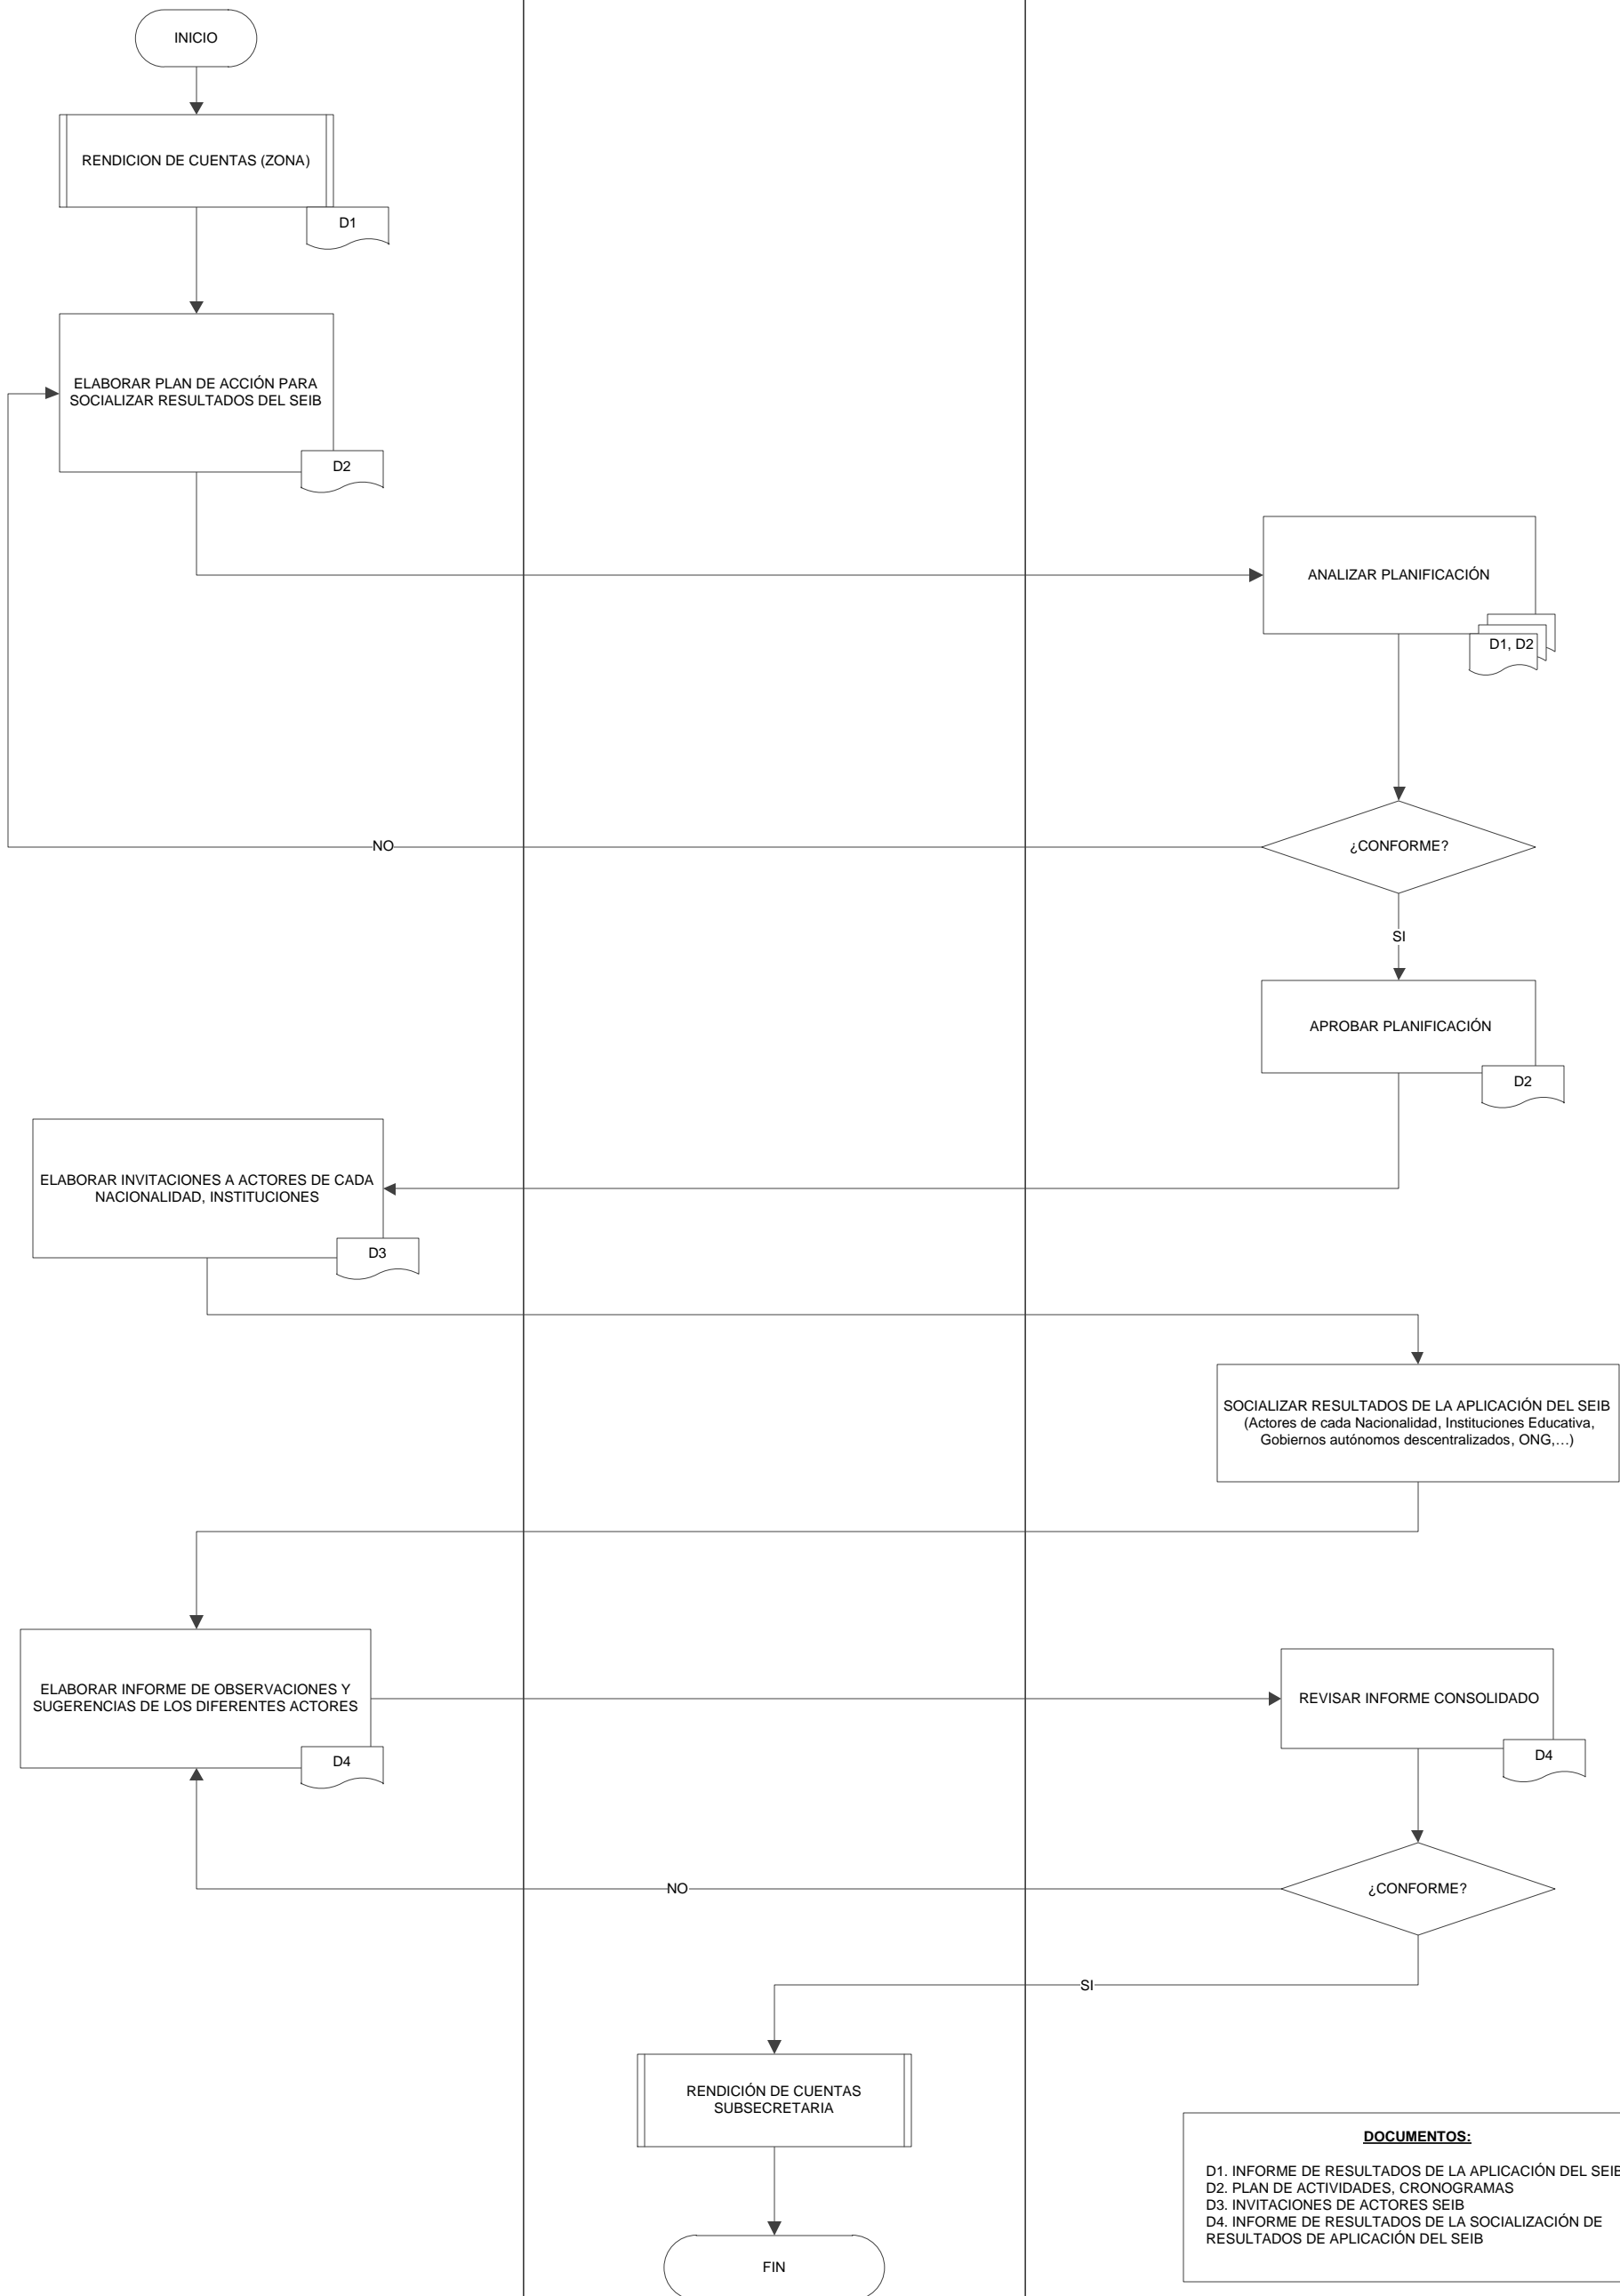 INICIO
RENDICION DE CUENTAS (ZONA)
D1
ELABORAR PLAN DE ACCIÓN PARA
SOCIALIZAR RESULTADOS DEL SEIB
D2
ANALIZAR PLANIFICACIÓN
D1, D2
¿CONFORME?
NO
SI
APROBAR PLANIFICACIÓN
D2
ELABORAR INVITACIONES A ACTORES DE CADA
NACIONALIDAD, INSTITUCIONES
D3
SOCIALIZAR RESULTADOS DE LA APLICACIÓN DEL SEIB
(Actores de cada Nacionalidad, Instituciones Educativa,
Gobiernos autónomos descentralizados, ONG,…)
ELABORAR INFORME DE OBSERVACIONES Y
SUGERENCIAS DE LOS DIFERENTES ACTORES
D4
REVISAR INFORME CONSOLIDADO
D4
¿CONFORME?
NO
SI
RENDICIÓN DE CUENTAS
SUBSECRETARIA
FIN
DOCUMENTOS:
D1. INFORME DE RESULTADOS DE LA APLICACIÓN DEL SEIB
D2. PLAN DE ACTIVIDADES, CRONOGRAMAS
D3. INVITACIONES DE ACTORES SEIB
D4. INFORME DE RESULTADOS DE LA SOCIALIZACIÓN DE
RESULTADOS DE APLICACIÓN DEL SEIB